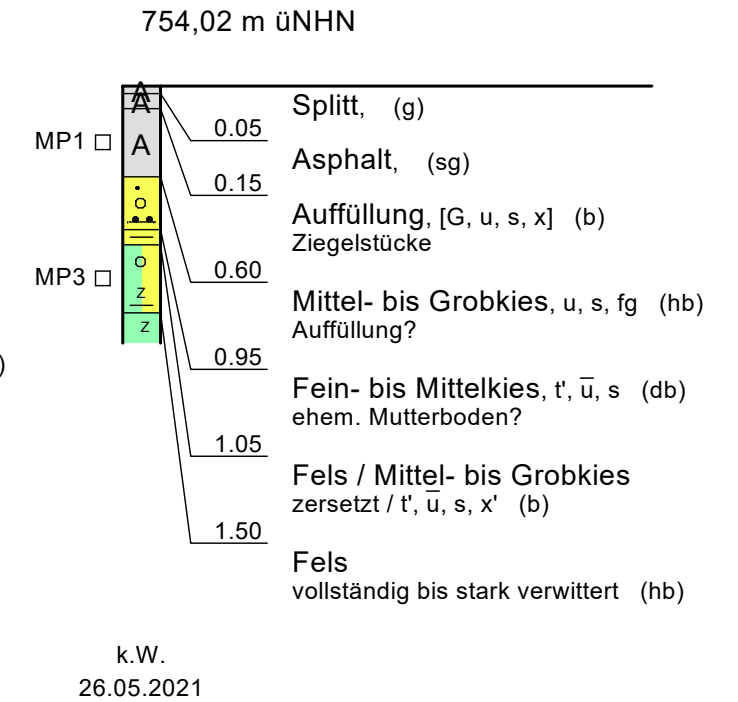 754,02 m üNHN
A
A
Splitt, (g)
0.05
MP1 A
Asphalt, (sg)
0.15
Auffüllung, [G, u, s, x] (b)
Ziegelstücke
0.60
MP3
Mittel- bis Grobkies, u, s, fg (hb)
z
Auffüllung?
z
0.95
)
Fein- bis Mittelkies, t', u̅, s (db)
ehem. Mutterboden?
1.05
Fels / Mittel- bis Grobkies
zersetzt / t', u̅, s, x' (b)
1.50
Fels
vollständig bis stark verwittert (hb)
k.W.
26.05.2021